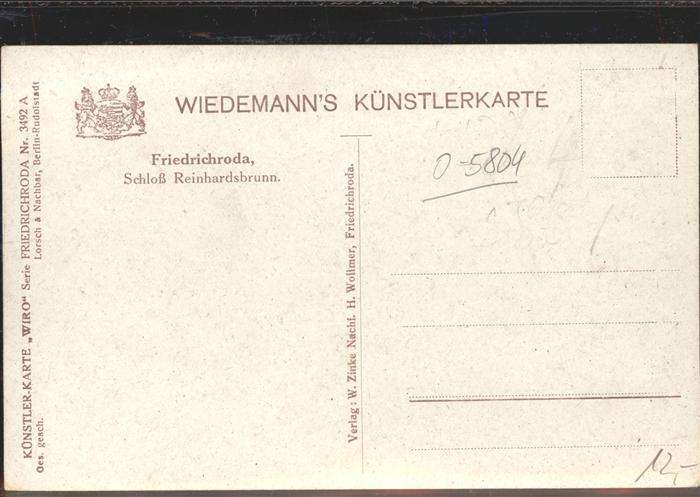 WIEDEMANN'S KÜNSTLERKARTE
Friedrichroda,
Schloß Reinhardsbrunn.
O-5804
KÜNSTLER-KARTE „WIRO" Serie FRIEDRICHRODA Nr. 3492 A
Ges. gesch.
Lorsch & Nachbar, Berlin-Rudolstadt
Verlag: W. Zinke Nachf. H. Wollmer, Friedrichroda.
12,-